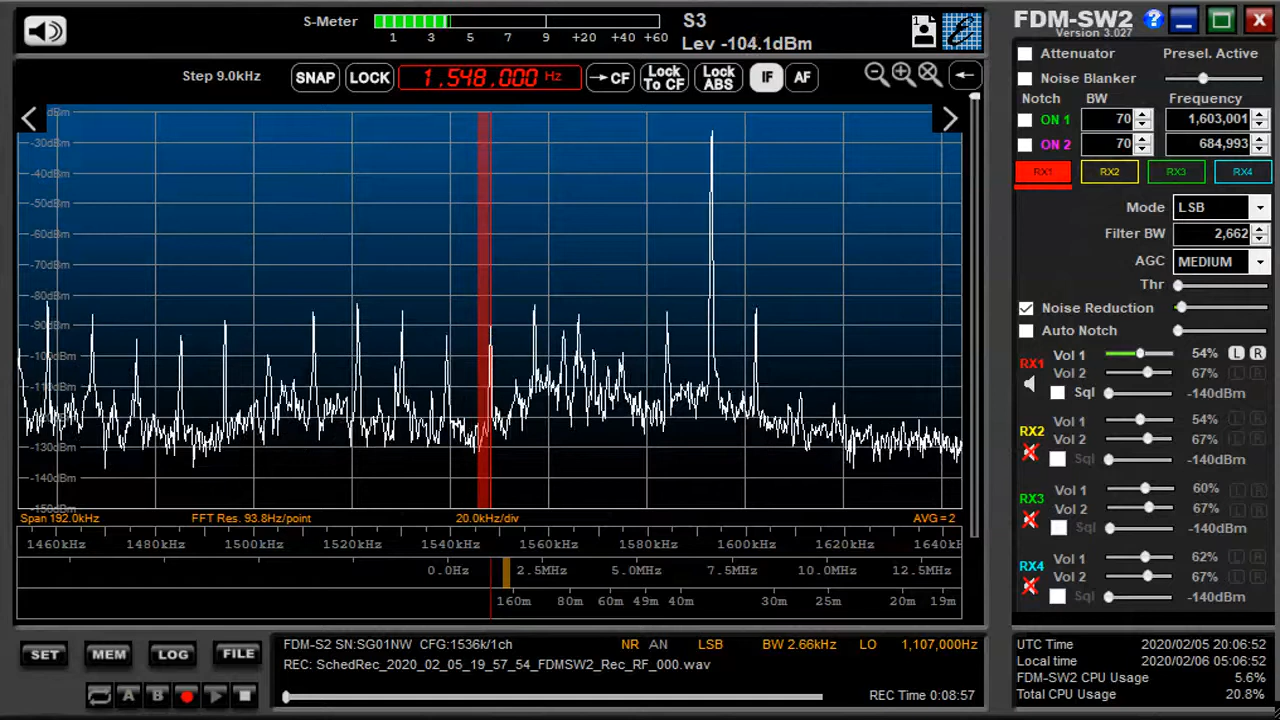 S-Meter
1 3 5 7 9 +20 +40 +60
S3
Lev -104.1dBm
FDM-SW2
Version 3.027
?
X
Step 9.0kHz
SNAP
LOCK
1.548.000 Hz
→CF
Lock To CF
Lock ABS
IF
AF
-30dBm
-40dBm
-50dBm
-60dBm
-70dBm
-80dBm
-90dBm
-100dBm
-110dBm
-120dBm
-130dBm
-140dBm
Span 192.0kHz FFT Res. 93.8Hz/point 20.0kHz/div AVG = 2
1460kHz 1480kHz 1500kHz 1520kHz 1540kHz 1560kHz 1580kHz 1600kHz 1620kHz
0.0Hz 2.5MHz 5.0MHz 7.5MHz 10.0MHz 12.5MHz
160m 80m 60m 49m 40m 30m 25m 20m 19m
Attenuator Presel. Active
Noise Blanker
Notch BW Frequency
ON 1 70 1,603,001
ON 2 70 684,993
RX1 RX2 RX3 RX4
Mode LSB
Filter BW 2,662
AGC MEDIUM
Thr
Noise Reduction
Auto Notch
RX1 Vol 1 54% L R
Vol 2 67% L R
Sql -140dBm
RX2 Vol 1 54% L R
Vol 2 67% L R
Sql -140dBm
RX3 Vol 1 60% L R
Vol 2 67% L R
Sql -140dBm
RX4 Vol 1 62% L R
Vol 2 67% L R
Sql -140dBm
SET MEM LOG FILE
A B
FDM-S2 SN:SG01NW CFG:1536k/1ch NR AN LSB BW 2.66kHz LO 1,107,000Hz
REC: SchedRec_2020_02_05_19_57_54_FDMSW2_Rec_RF_000.wav
REC Time 0:08:57
UTC Time 2020/02/05 20:06:52
Local time 2020/02/06 05:06:52
FDM-SW2 CPU Usage 5.6%
Total CPU Usage 20.8%